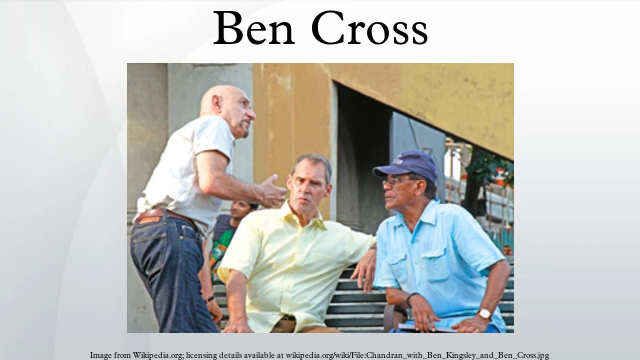 Ben Cross
Image from Wikipedia.org; licensing details available at wikipedia.org/wiki/File:Chandran_with_Ben_Kingsley_and_Ben_Cross.jpg